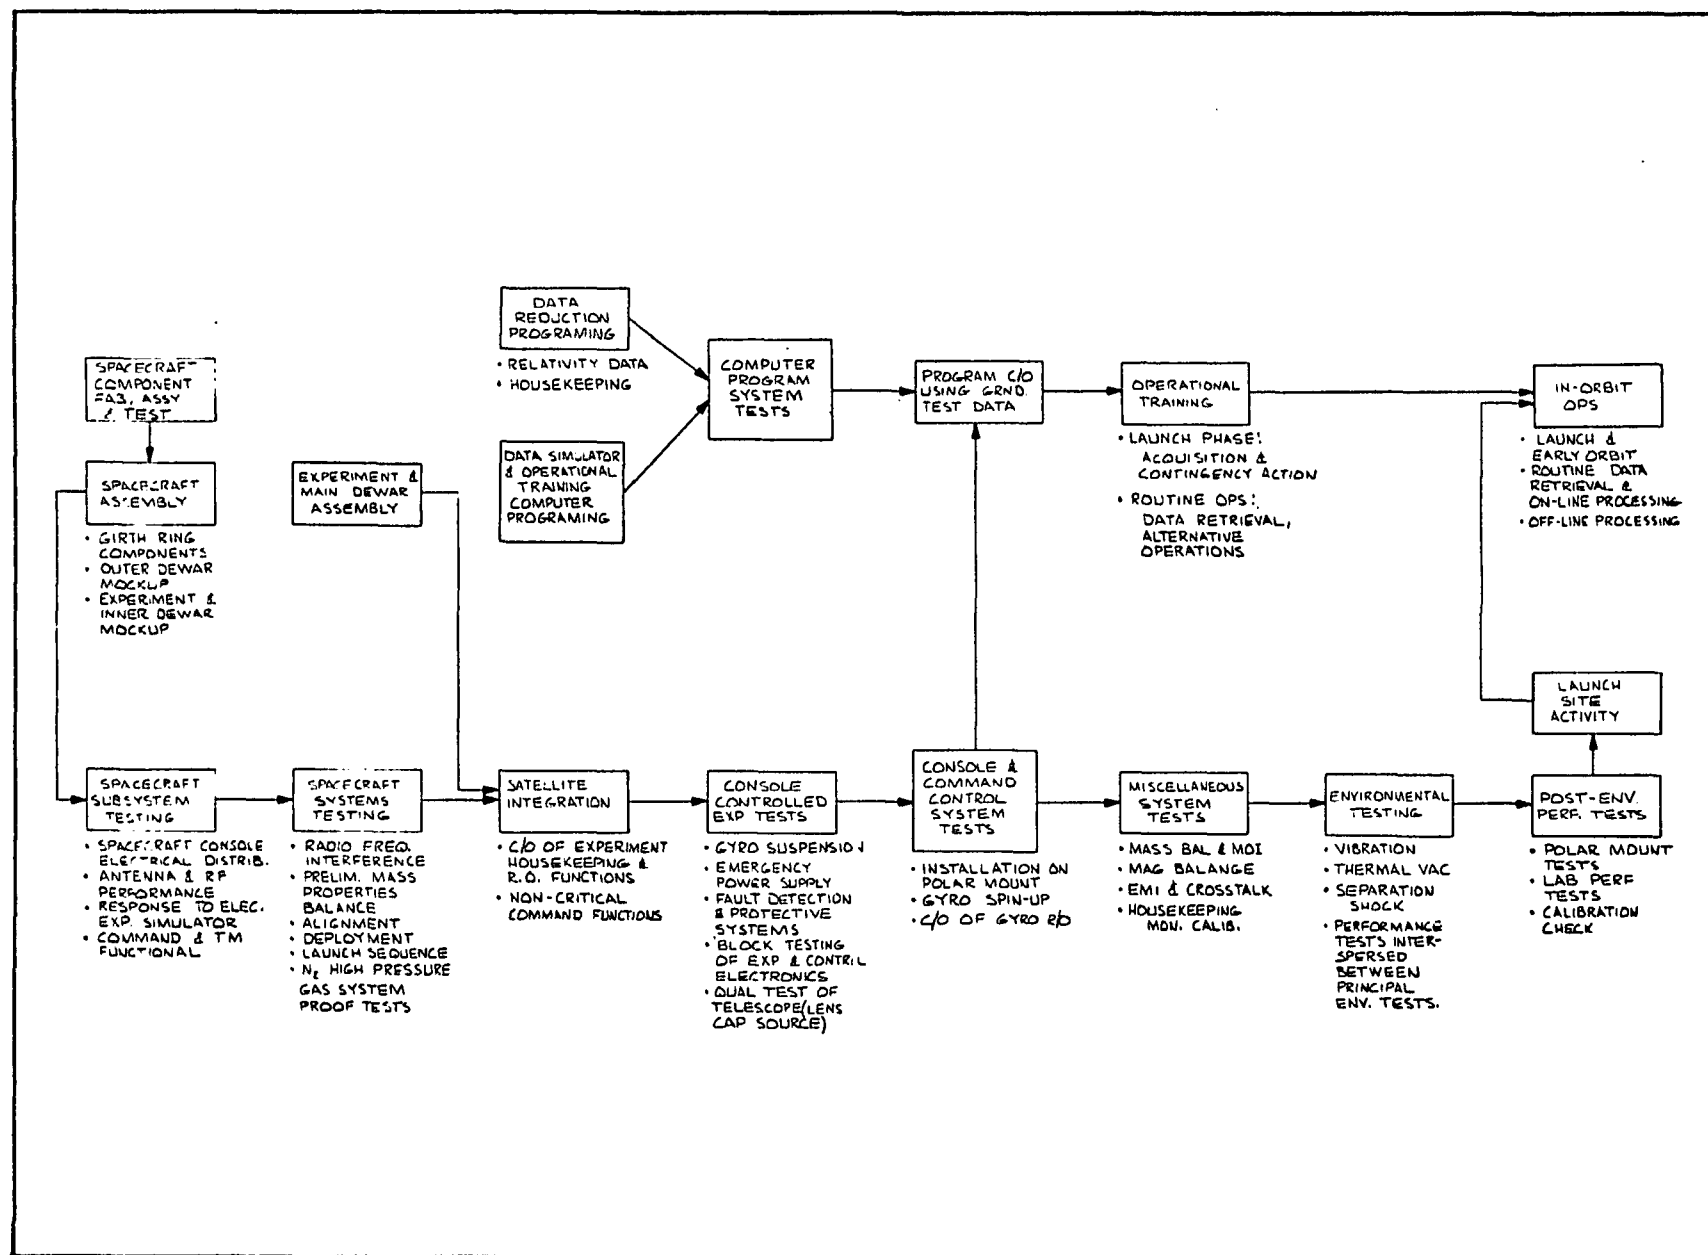 DATA
REDUCTION
PROGRAMING
• RELATIVITY DATA
• HOUSEKEEPING
SPACECRAFT
COMPONENT
FAB, ASSY
& TEST
COMPUTER
PROGRAM
SYSTEM
TESTS
PROGRAM C/O
USING GRND.
TEST DATA
OPERATIONAL
TRAINING
• LAUNCH PHASE:
ACQUISITION &
CONTINGENCY ACTION
• ROUTINE OPS:
DATA RETRIEVAL,
ALTERNATIVE
OPERATIONS
IN-ORBIT
OPS
• LAUNCH &
EARLY ORBIT
• ROUTINE DATA
RETRIEVAL &
ON-LINE PROCESSING
• OFF-LINE PROCESSING
SPACECRAFT
ASSEMBLY
• GIRTH RING
COMPONENTS
• OUTER DEWAR
MOCKUP
• EXPERIMENT &
INNER DEWAR
MOCKUP
EXPERIMENT &
MAIN DEWAR
ASSEMBLY
DATA SIMULATOR
& OPERATIONAL
TRAINING
COMPUTER
PROGRAMING
LAUNCH
SITE
ACTIVITY
SPACECRAFT
SUBSYSTEM
TESTING
• SPACECRAFT CONSOLE
ELECTRICAL DISTRIB.
• ANTENNA & RF
PERFORMANCE
• RESPONSE TO ELEC.
EXP. SIMULATOR
• COMMAND & TM
FUNCTIONAL
SPACECRAFT
SYSTEMS
TESTING
• RADIO FREQ.
INTERFERENCE
• PRELIM. MASS
PROPERTIES
BALANCE
• ALIGNMENT
• DEPLOYMENT
• LAUNCH SEQUENCE
• N₂ HIGH PRESSURE
GAS SYSTEM
PROOF TESTS
SATELLITE
INTEGRATION
• C/O OF EXPERIMENT
HOUSEKEEPING &
R.O. FUNCTIONS
• NON-CRITICAL
COMMAND FUNCTIONS
CONSOLE
CONTROLLED
EXP TESTS
• GYRO SUSPENSION
• EMERGENCY
POWER SUPPLY
• FAULT DETECTION
& PROTECTIVE
SYSTEMS
• BLOCK TESTING
OF EXP & CONTRL
ELECTRONICS
• QUAL TEST OF
TELESCOPE (LENS
CAP SOURCE)
CONSOLE &
COMMAND
CONTROL
SYSTEM
TESTS
• INSTALLATION ON
POLAR MOUNT
• GYRO SPIN-UP
• C/O OF GYRO R/O
MISCELLANEOUS
SYSTEM
TESTS
• MASS BAL & MOI
• MAG BALANGE
• EMI & CROSSTALK
• HOUSEKEEPING
MON. CALIB.
ENVIRONMENTAL
TESTING
• VIBRATION
• THERMAL VAC
• SEPARATION
SHOCK
• PERFORMANCE
TESTS INTER-
SPERSED
BETWEEN
PRINCIPAL
ENV. TESTS.
POST-ENV.
PERF. TESTS
• POLAR MOUNT
TESTS
• LAB PERF
TESTS
• CALIBRATION
CHECK